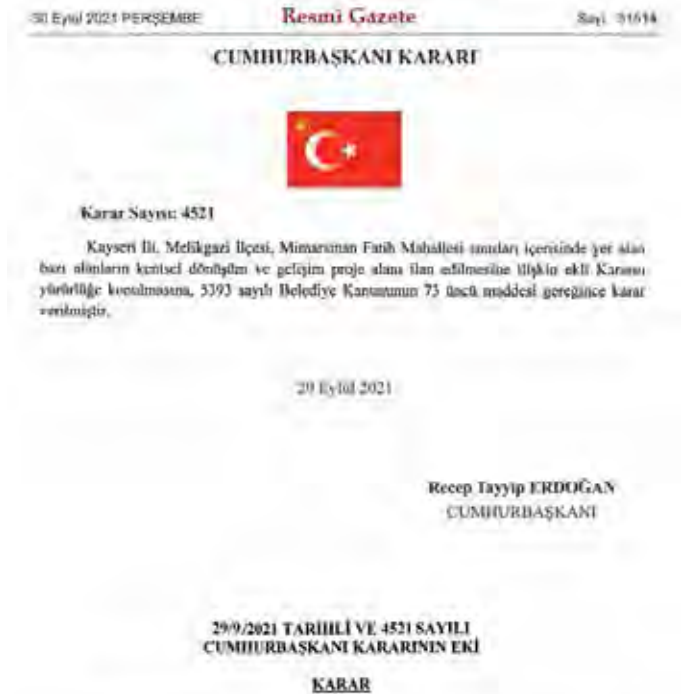 30 Eylül 2021 PERŞEMBE Resmî Gazete Sayı : 31614
CUMHURBAŞKANI KARARI
Karar Sayısı: 4521
Kayseri İli, Melikgazi İlçesi, Mimarsinan Fatih Mahallesi sınırları içerisinde yer alan
bazı alanların kentsel dönüşüm ve gelişim proje alanı ilan edilmesine ilişkin ekli Kararın
yürürlüğe konulmasına, 5393 sayılı Belediye Kanununun 73 üncü maddesi gereğince karar
verilmiştir.
29 Eylül 2021
Recep Tayyip ERDOĞAN
CUMHURBAŞKANI
29/9/2021 TARİHLİ VE 4521 SAYILI
CUMHURBAŞKANI KARARININ EKİ
KARAR